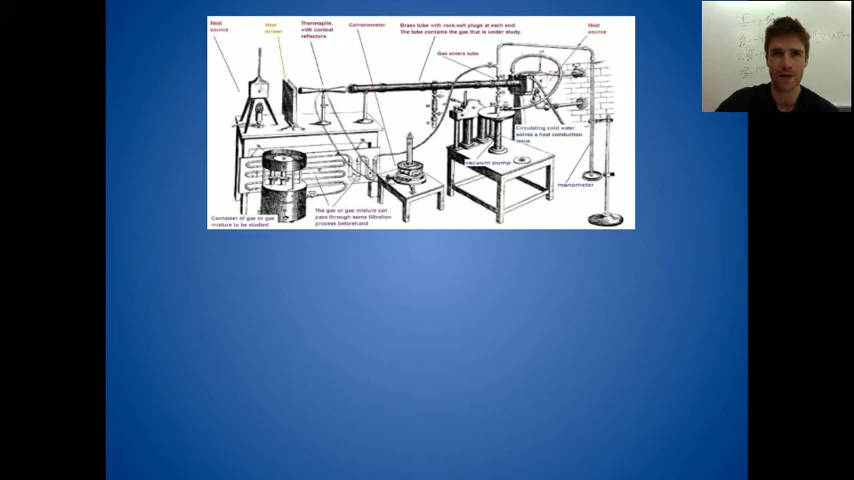 Heat
source
Heat
screen
Thermopile,
with conical
reflectors
Galvanometer
Brass tube with rock-salt plugs at each end.
The tube contains the gas that is under study.
Heat
source
Gas enters tube
Circulating cold water
solves a heat conduction
issue
vacuum pump
manometer
Container of gas or gas
mixture to be studied
The gas or gas mixture can
pass through some filtration
process beforehand